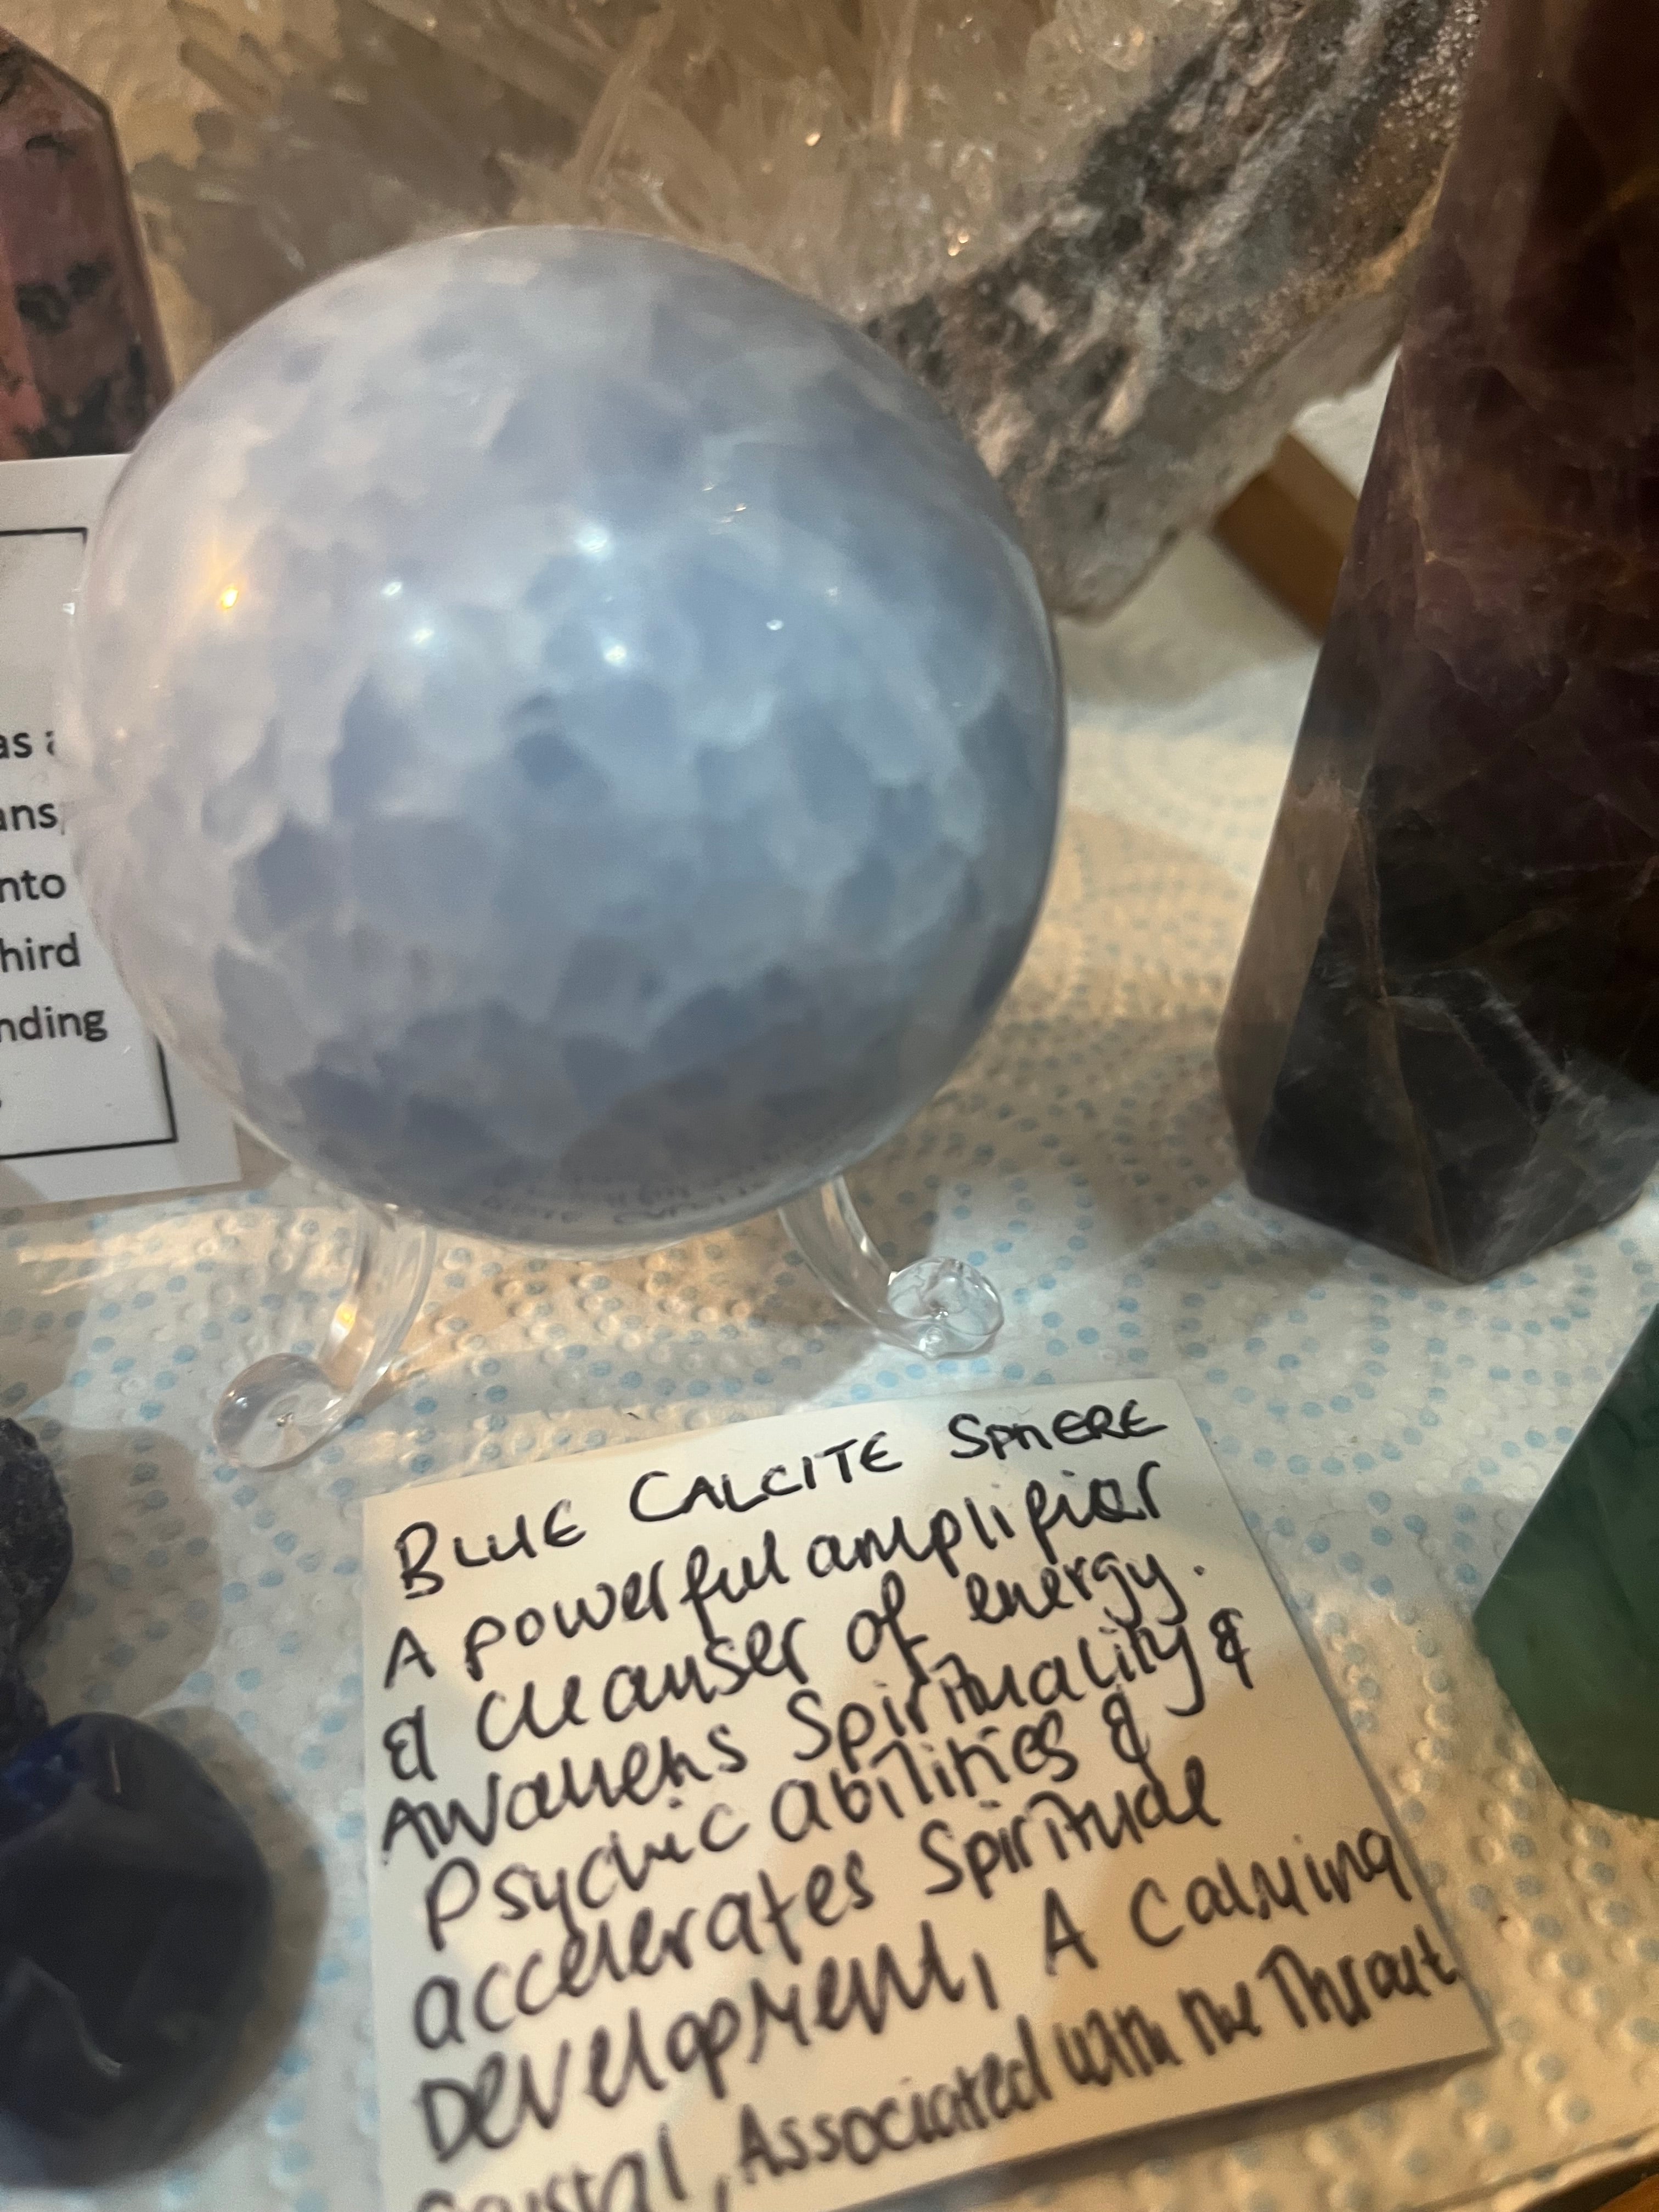 as
ans
nto
hird
nding
BLUE CALCITE SPHERE
A powerful amplifier
& cleanser of energy.
Awakens Spirituality &
Psychic abilities &
accelerates Spiritual
Development, A Calming
Crystal, Associated with the Throat